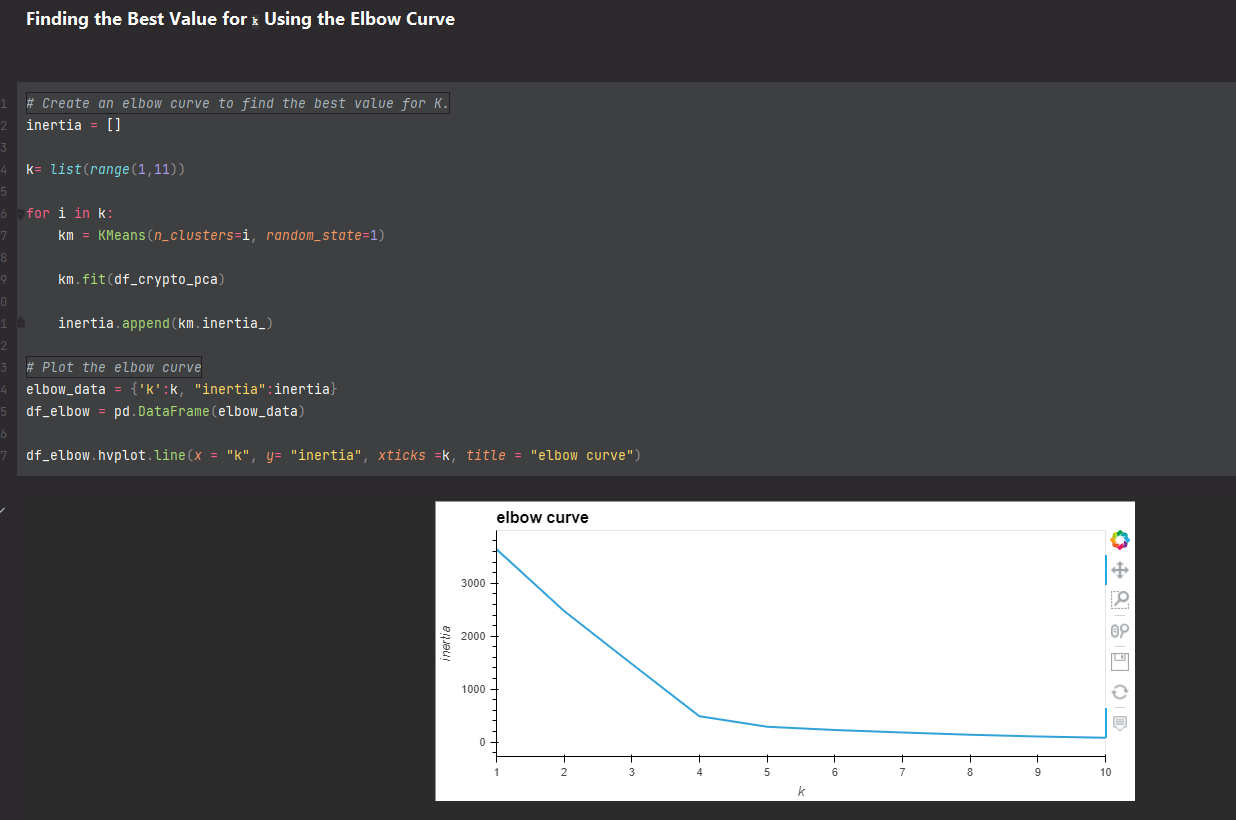 Finding the Best Value for k Using the Elbow Curve
1 # Create an elbow curve to find the best value for K.
2 inertia = []
3
4 k= list(range(1,11))
5
6 for i in k:
7 km = KMeans(n_clusters=i, random_state=1)
8
9 km.fit(df_crypto_pca)
0
1 inertia.append(km.inertia_)
2
3 # Plot the elbow curve
4 elbow_data = {'k':k, "inertia":inertia}
5 df_elbow = pd.DataFrame(elbow_data)
6
7 df_elbow.hvplot.line(x = "k", y= "inertia", xticks =k, title = "elbow curve")
elbow curve
3000
2000
1000
0
inertia
1 2 3 4 5 6 7 8 9 10
k